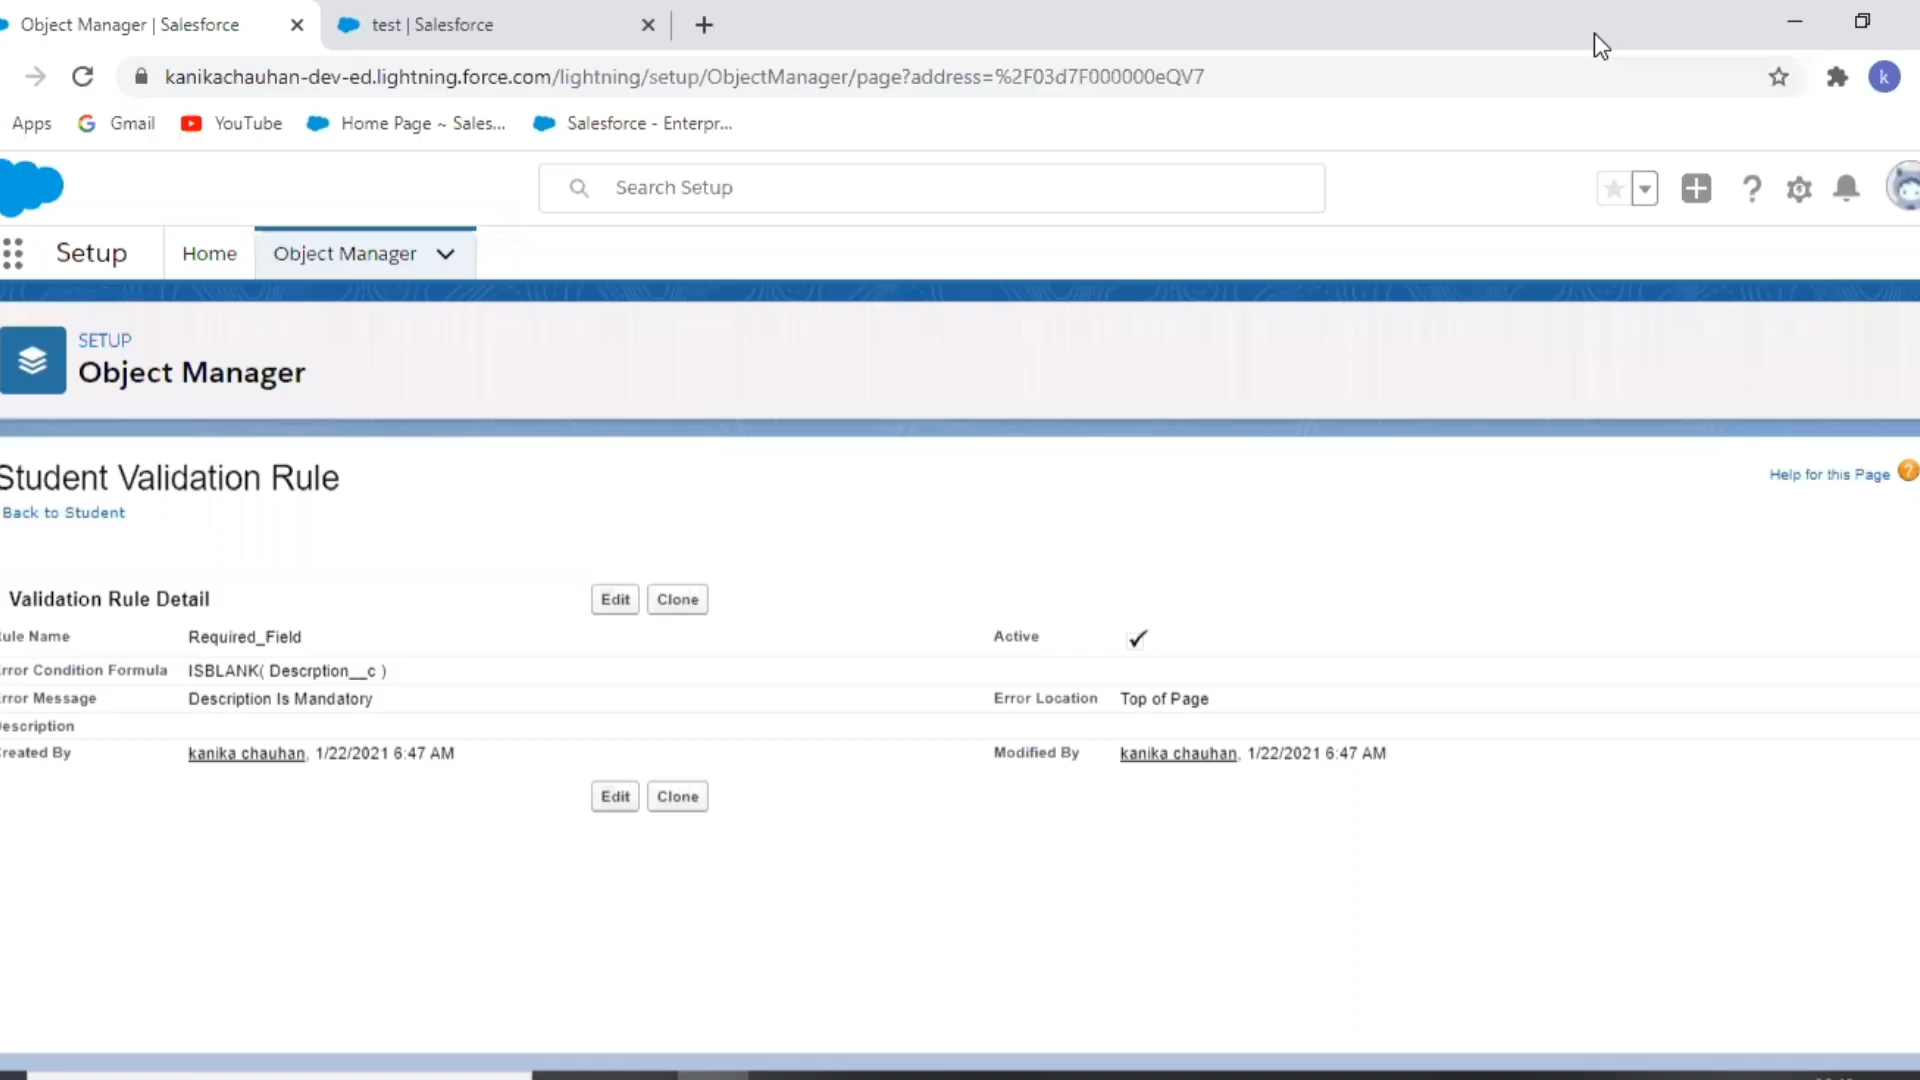 Object Manager | Salesforce
test | Salesforce
kanikachauhan-dev-ed.lightning.force.com/lightning/setup/ObjectManager/page?address=%2F03d7F000000eQV7
k
Apps
Gmail
YouTube
Home Page ~ Sales...
Salesforce - Enterpr...
Search Setup
Setup
Home
Object Manager
SETUP
Object Manager
Student Validation Rule
Help for this Page
Back to Student
Validation Rule Detail
Edit
Clone
ule Name
Required_Field
Active
rror Condition Formula
ISBLANK( Descrption__c )
rror Message
Description Is Mandatory
Error Location
Top of Page
escription
reated By
kanika chauhan, 1/22/2021 6:47 AM
Modified By
kanika chauhan, 1/22/2021 6:47 AM
Edit
Clone